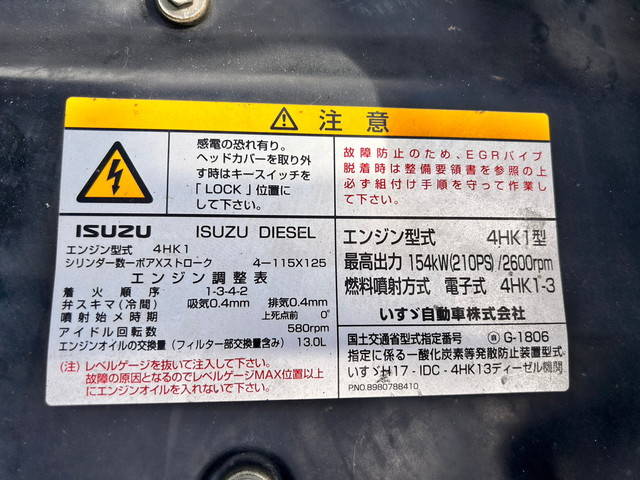 ⚠ 注意
感電の恐れ有り。
ヘッドカバーを取り外
す時はキースイッチを
「LOCK」位置に
して下さい。
故障防止のため、EGRパイプ
脱着時は整備要領書を参照の上
必ず組付け手順を守って作業し
て下さい。
ISUZU ISUZU DIESEL
エンジン型式 4HK1
シリンダー数ーボアXストローク 4-115X125
エンジン調整表
着火順序 1-3-4-2
弁スキマ(冷間) 吸気0.4mm 排気0.4mm
噴射始メ時期 上死点前 0°
アイドル回転数 580rpm
エンジンオイルの交換量(フィルター部交換量含み) 13.0L
(注)レベルゲージを抜いて注入して下さい。
故障の原因となるのでレベルゲージMAX位置以上
にエンジンオイルを入れないで下さい。
エンジン型式 4HK1型
最高出力 154kW(210PS)/2600rpm
燃料噴射方式 電子式 4HK1-3
いすゞ自動車株式会社
国土交通省型式指定番号 G-1806
指定に係る一酸化炭素等発散防止装置型式
いすゞH17-IDC-4HK13ディーゼル機関
P.NO.8980788410